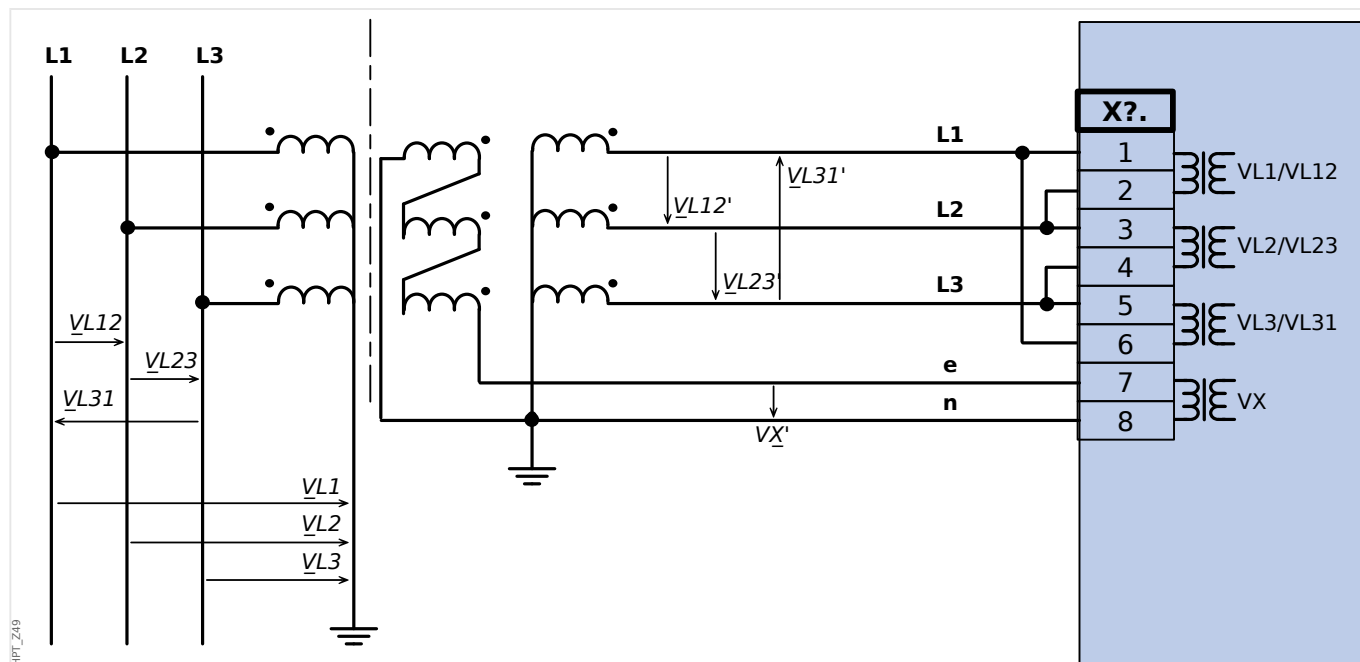 L1 L2 L3
X?.
L1
1
VL1/VL12
VL31'
2
VL12'
L2
3
VL2/VL23
4
VL23'
L3
5
VL3/VL31
VL12
6
VL23
e
7
VL31
n
VX
8
VX'
VL1
VL2
VL3
HPT_Z49